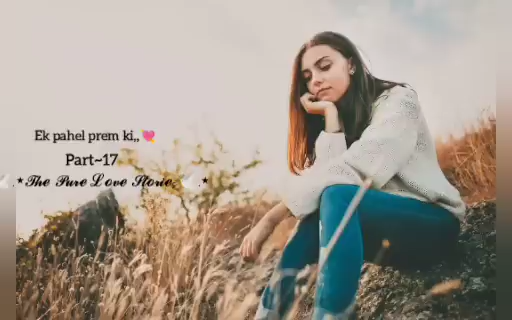 Ek pahel prem ki,, 💘
Part~17
.⋆𝓣𝓱𝓮 𝓟𝓾𝓻𝓮 𝓛𝓸𝓿𝓮 𝓢𝓽𝓸𝓻𝓲𝓮 .⋆